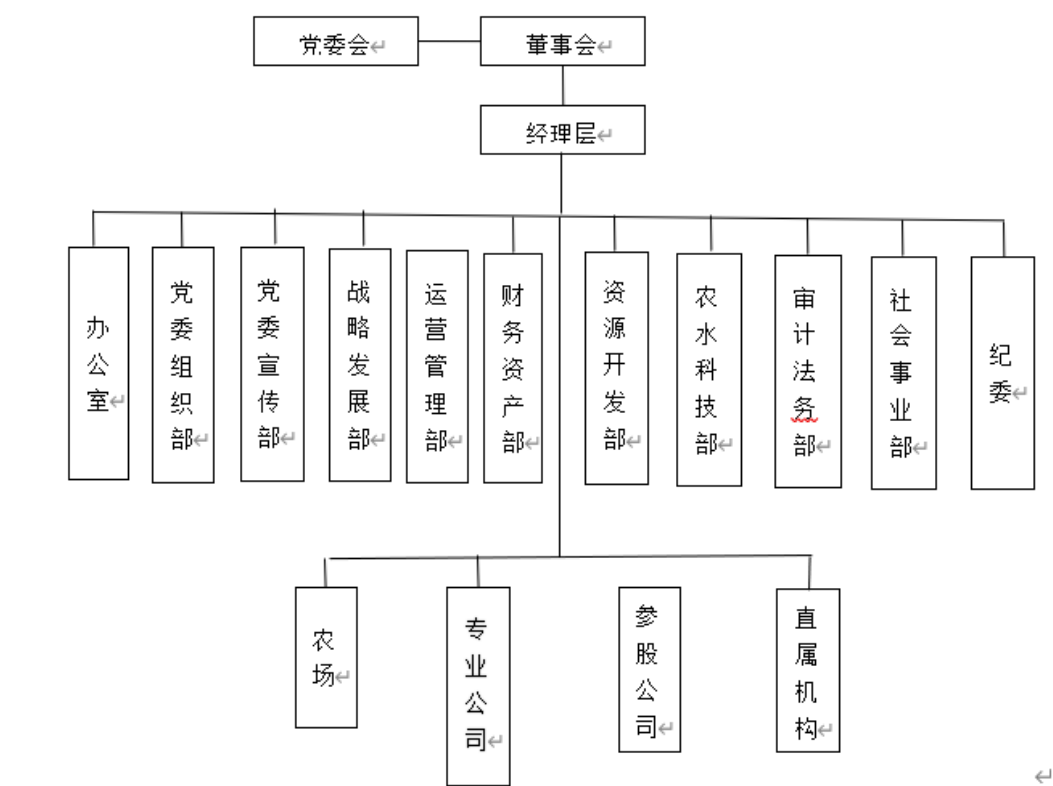 党委会
董事会
经理层
办公室
党委组织部
党委宣传部
战略发展部
运营管理部
财务资产部
资源开发部
农水科技部
审计法务部
社会事业部
纪委
农场
专业公司
参股公司
直属机构